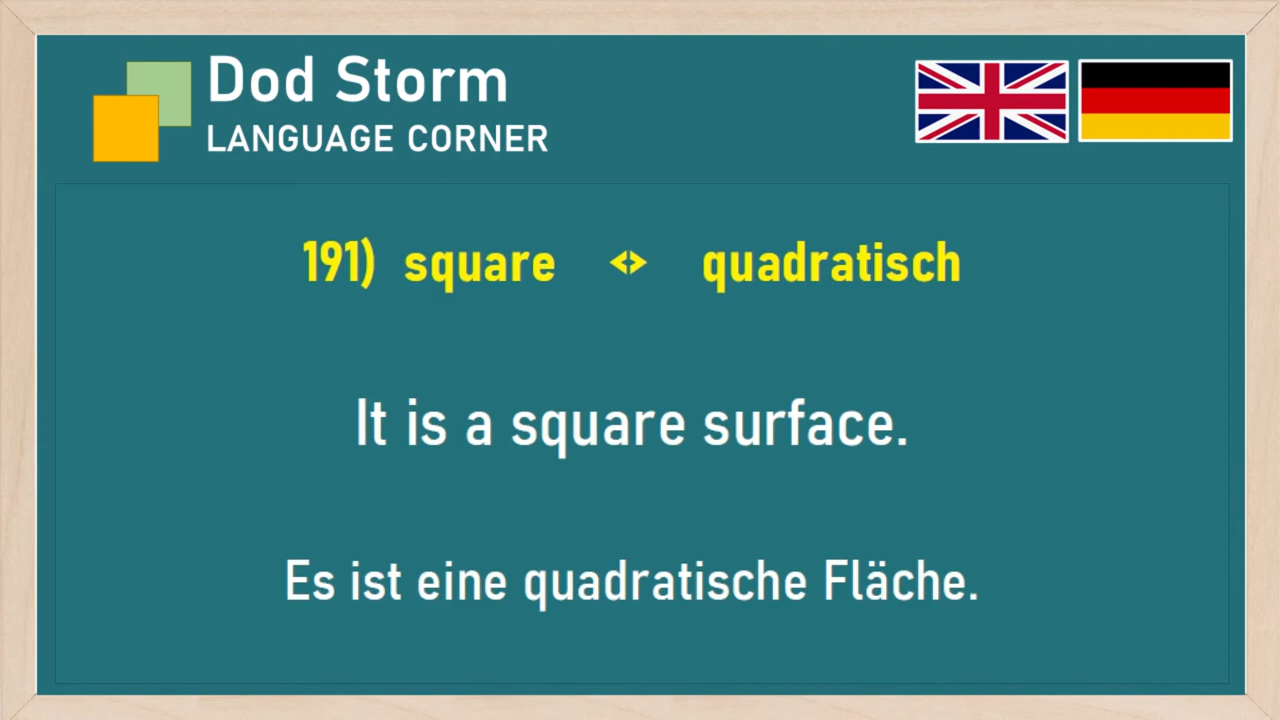 Dod Storm
LANGUAGE CORNER
191) square <> quadratisch
It is a square surface.
Es ist eine quadratische Fläche.